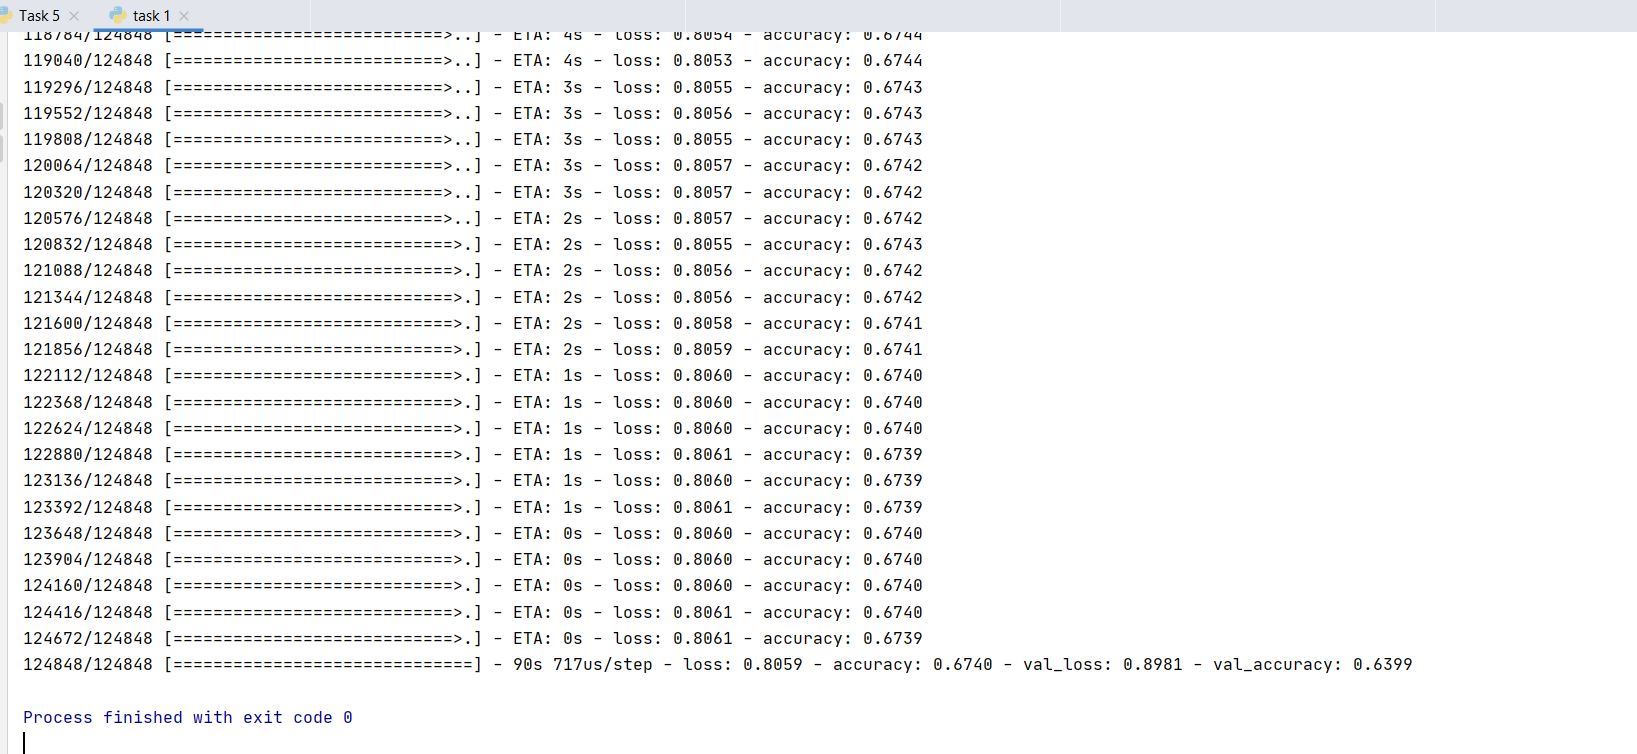 Task 5
task 1
118784/124848 [===========================>..] - ETA: 4s - loss: 0.8054 - accuracy: 0.6744
119040/124848 [===========================>..] - ETA: 4s - loss: 0.8053 - accuracy: 0.6744
119296/124848 [===========================>..] - ETA: 3s - loss: 0.8055 - accuracy: 0.6743
119552/124848 [===========================>..] - ETA: 3s - loss: 0.8056 - accuracy: 0.6743
119808/124848 [===========================>..] - ETA: 3s - loss: 0.8055 - accuracy: 0.6743
120064/124848 [===========================>..] - ETA: 3s - loss: 0.8057 - accuracy: 0.6742
120320/124848 [===========================>..] - ETA: 3s - loss: 0.8057 - accuracy: 0.6742
120576/124848 [===========================>..] - ETA: 2s - loss: 0.8057 - accuracy: 0.6742
120832/124848 [============================>.] - ETA: 2s - loss: 0.8055 - accuracy: 0.6743
121088/124848 [============================>.] - ETA: 2s - loss: 0.8056 - accuracy: 0.6742
121344/124848 [============================>.] - ETA: 2s - loss: 0.8056 - accuracy: 0.6742
121600/124848 [============================>.] - ETA: 2s - loss: 0.8058 - accuracy: 0.6741
121856/124848 [============================>.] - ETA: 2s - loss: 0.8059 - accuracy: 0.6741
122112/124848 [============================>.] - ETA: 1s - loss: 0.8060 - accuracy: 0.6740
122368/124848 [============================>.] - ETA: 1s - loss: 0.8060 - accuracy: 0.6740
122624/124848 [============================>.] - ETA: 1s - loss: 0.8060 - accuracy: 0.6740
122880/124848 [============================>.] - ETA: 1s - loss: 0.8061 - accuracy: 0.6739
123136/124848 [============================>.] - ETA: 1s - loss: 0.8060 - accuracy: 0.6739
123392/124848 [============================>.] - ETA: 1s - loss: 0.8061 - accuracy: 0.6739
123648/124848 [============================>.] - ETA: 0s - loss: 0.8060 - accuracy: 0.6740
123904/124848 [============================>.] - ETA: 0s - loss: 0.8060 - accuracy: 0.6740
124160/124848 [============================>.] - ETA: 0s - loss: 0.8060 - accuracy: 0.6740
124416/124848 [============================>.] - ETA: 0s - loss: 0.8061 - accuracy: 0.6740
124672/124848 [============================>.] - ETA: 0s - loss: 0.8061 - accuracy: 0.6739
124848/124848 [==============================] - 90s 717us/step - loss: 0.8059 - accuracy: 0.6740 - val_loss: 0.8981 - val_accuracy: 0.6399
Process finished with exit code 0